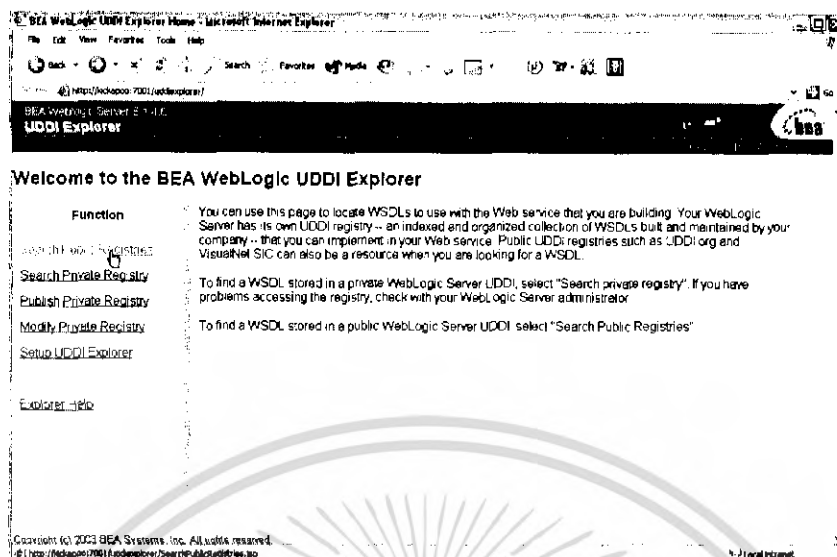 BEA WebLogic UDDI Explorer Home - Microsoft Internet Explorer
File Edit View Favorites Tools Help
Back Search Favorites Media
http://lockapoo:7001/uddiexplorer/ Go
BEA WebLogic Server
UDDI Explorer
bea
Welcome to the BEA WebLogic UDDI Explorer
Function
Search Public Registries
Search Private Registry
Publish Private Registry
Modify Private Registry
Setup UDDI Explorer
Explorer Help
You can use this page to locate WSDLs to use with the Web service that you are building. Your WebLogic
Server has its own UDDI registry -- an indexed and organized collection of WSDLs built and maintained by your
company -- that you can implement in your Web service. Public UDDI registries such as UDDI.org and
VisualNet SIC can also be a resource when you are looking for a WSDL.
To find a WSDL stored in a private WebLogic Server UDDI, select "Search private registry". If you have
problems accessing the registry, check with your WebLogic Server administrator
To find a WSDL stored in a public WebLogic Server UDDI select "Search Public Registries"
Copyright (c) 2003 BEA Systems, Inc. All rights reserved.
Local intranet